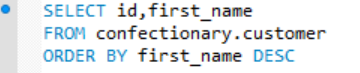 SELECT id,first_name
FROM confectionary.customer
ORDER BY first_name DESC